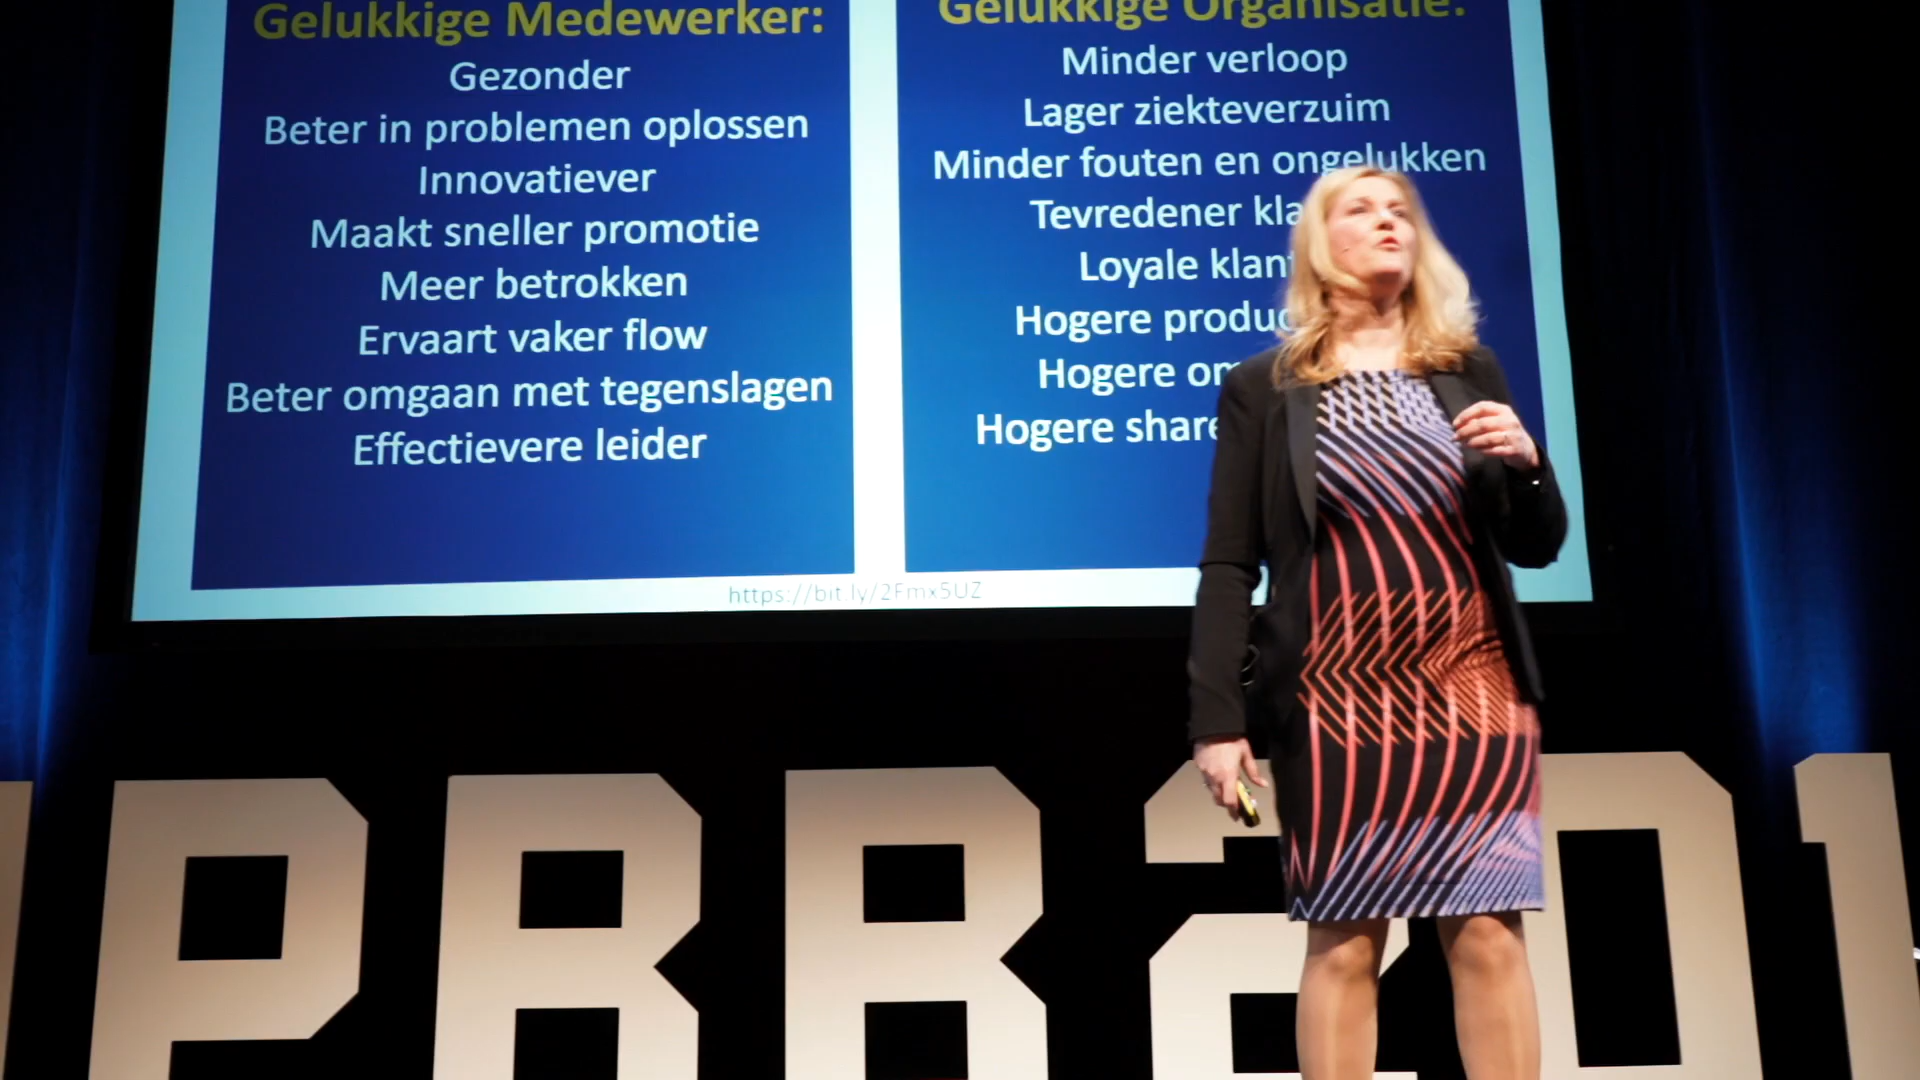 Gelukkige Medewerker:
Gezonder
Beter in problemen oplossen
Innovatiever
Maakt sneller promotie
Meer betrokken
Ervaart vaker flow
Beter omgaan met tegenslagen
Effectievere leider
Gelukkige Organisatie:
Minder verloop
Lager ziekteverzuim
Minder fouten en ongelukken
Tevredener
Loyale
Hogere
Hogere
Hogere
https://bit.ly/2Fmx5UZ